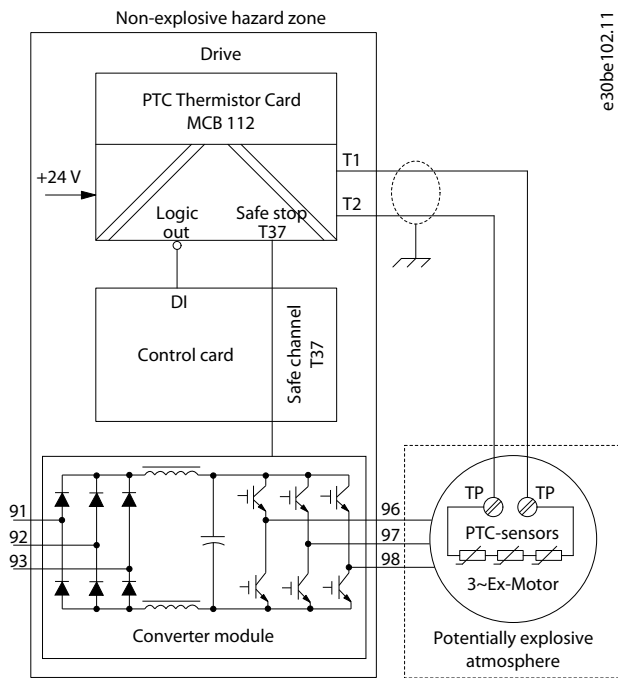 Non-explosive hazard zone
e30be102.11
Drive
PTC Thermistor Card
MCB 112
T1
+24 V
T2
Logic
out
Safe stop
T37
DI
Control card
Safe channel
T37
91
92
93
96
97
98
TP
TP
PTC-sensors
3~Ex-Motor
Converter module
Potentially explosive
atmosphere